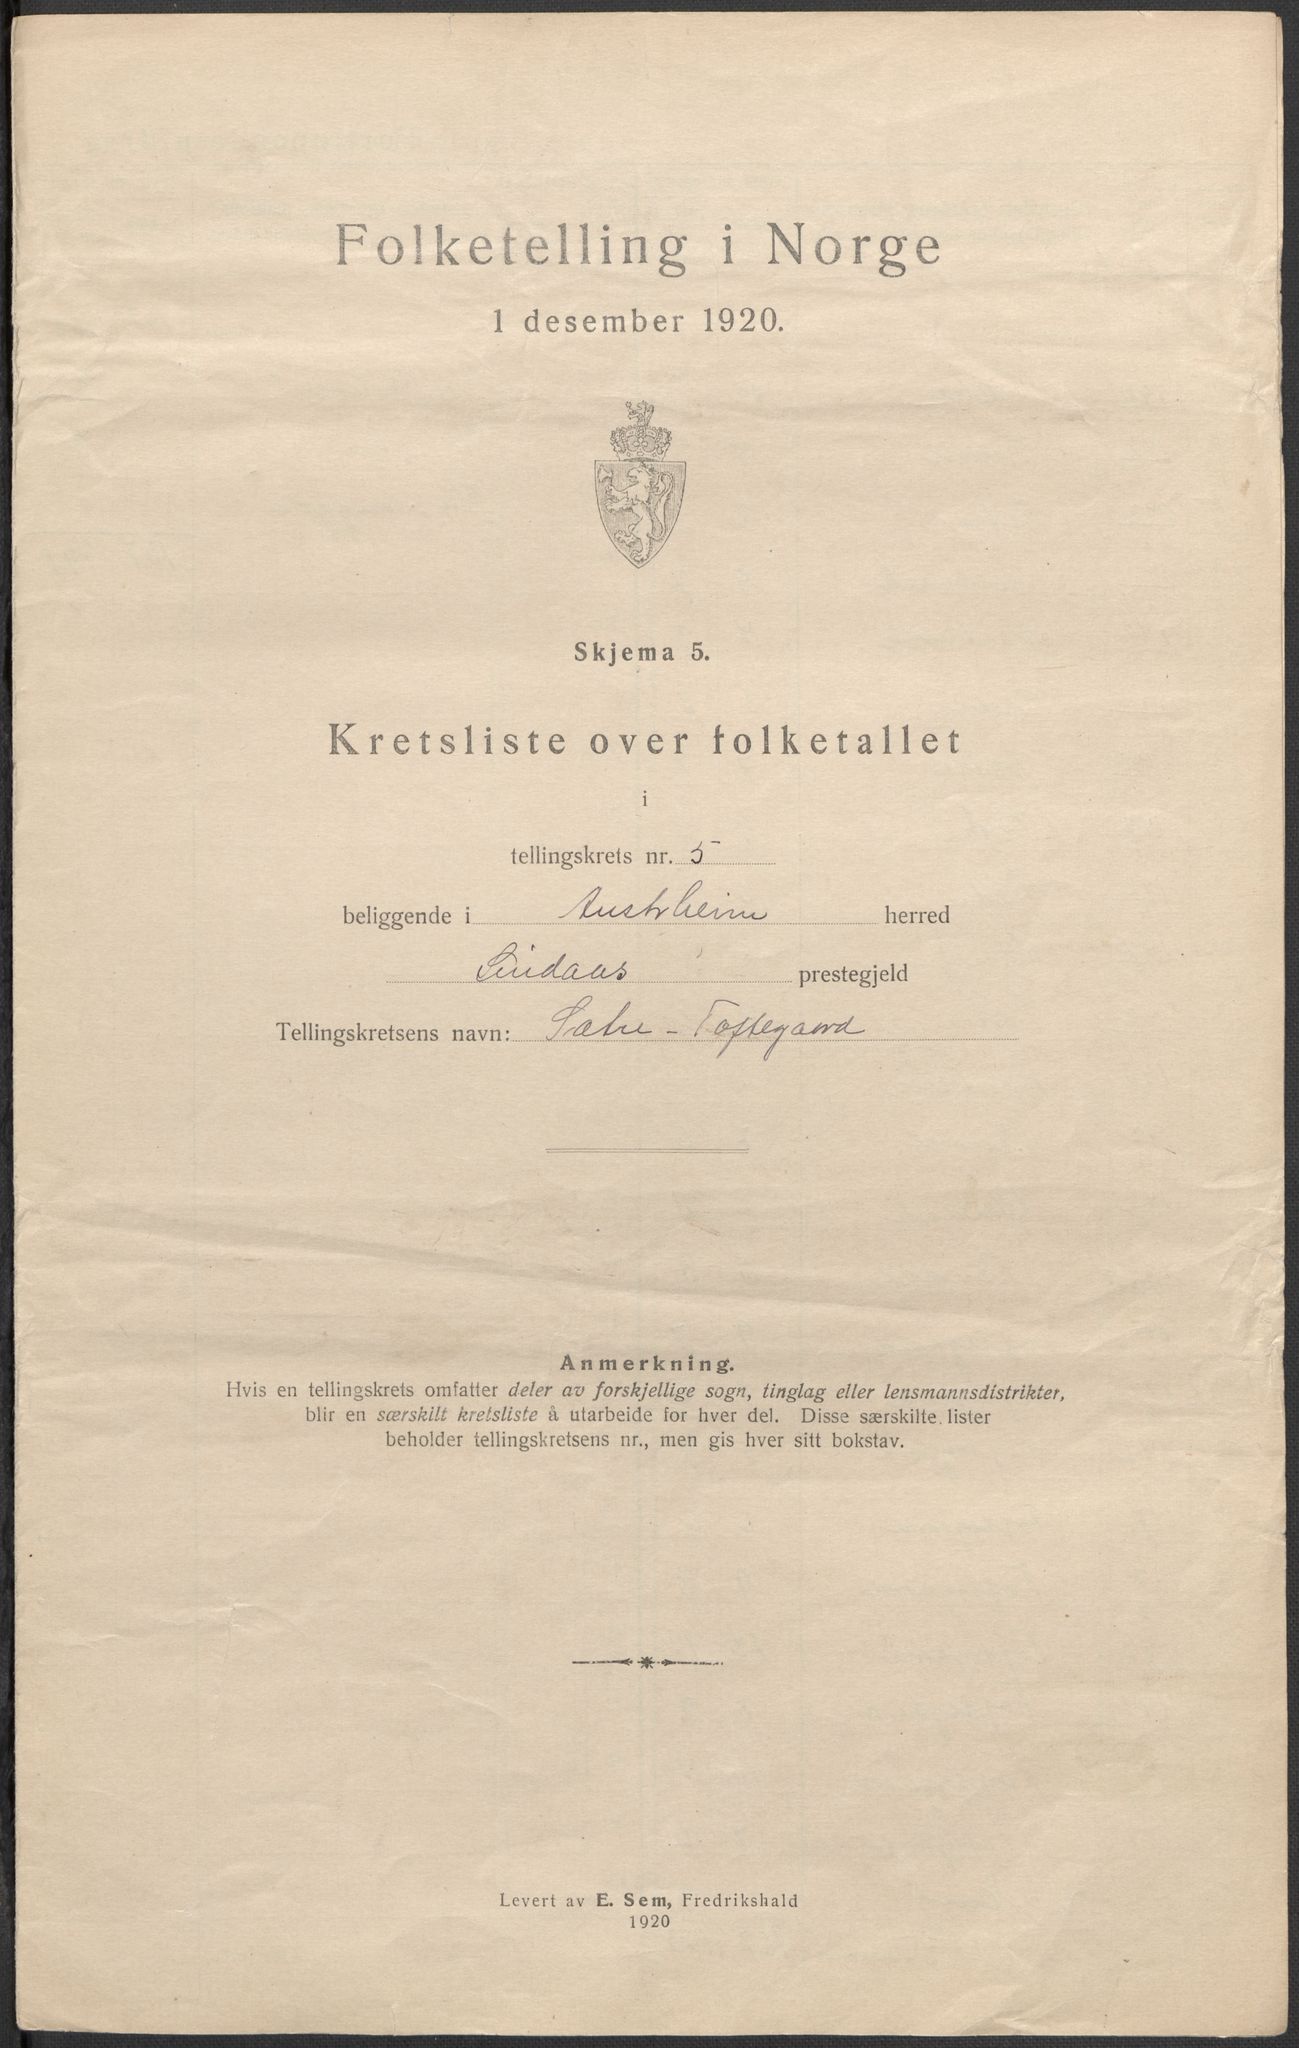 Folketelling i Norge
1 desember 1920.
Skjema 5.
Kretsliste over folketallet
i
tellingskrets nr. 5
beliggende i Austrheim herred
Lindaas prestegjeld
Tellingskretsens navn: Sætre - Toftegaard
Anmerkning.
Hvis en tellingskrets omfatter deler av forskjellige sogn, tinglag eller lensmannsdistrikter,
blir en særskilt kretsliste å utarbeide for hver del. Disse særskilte lister
beholder tellingskretsens nr., men gis hver sitt bokstav.
Levert av E. Sem, Fredrikshald
1920